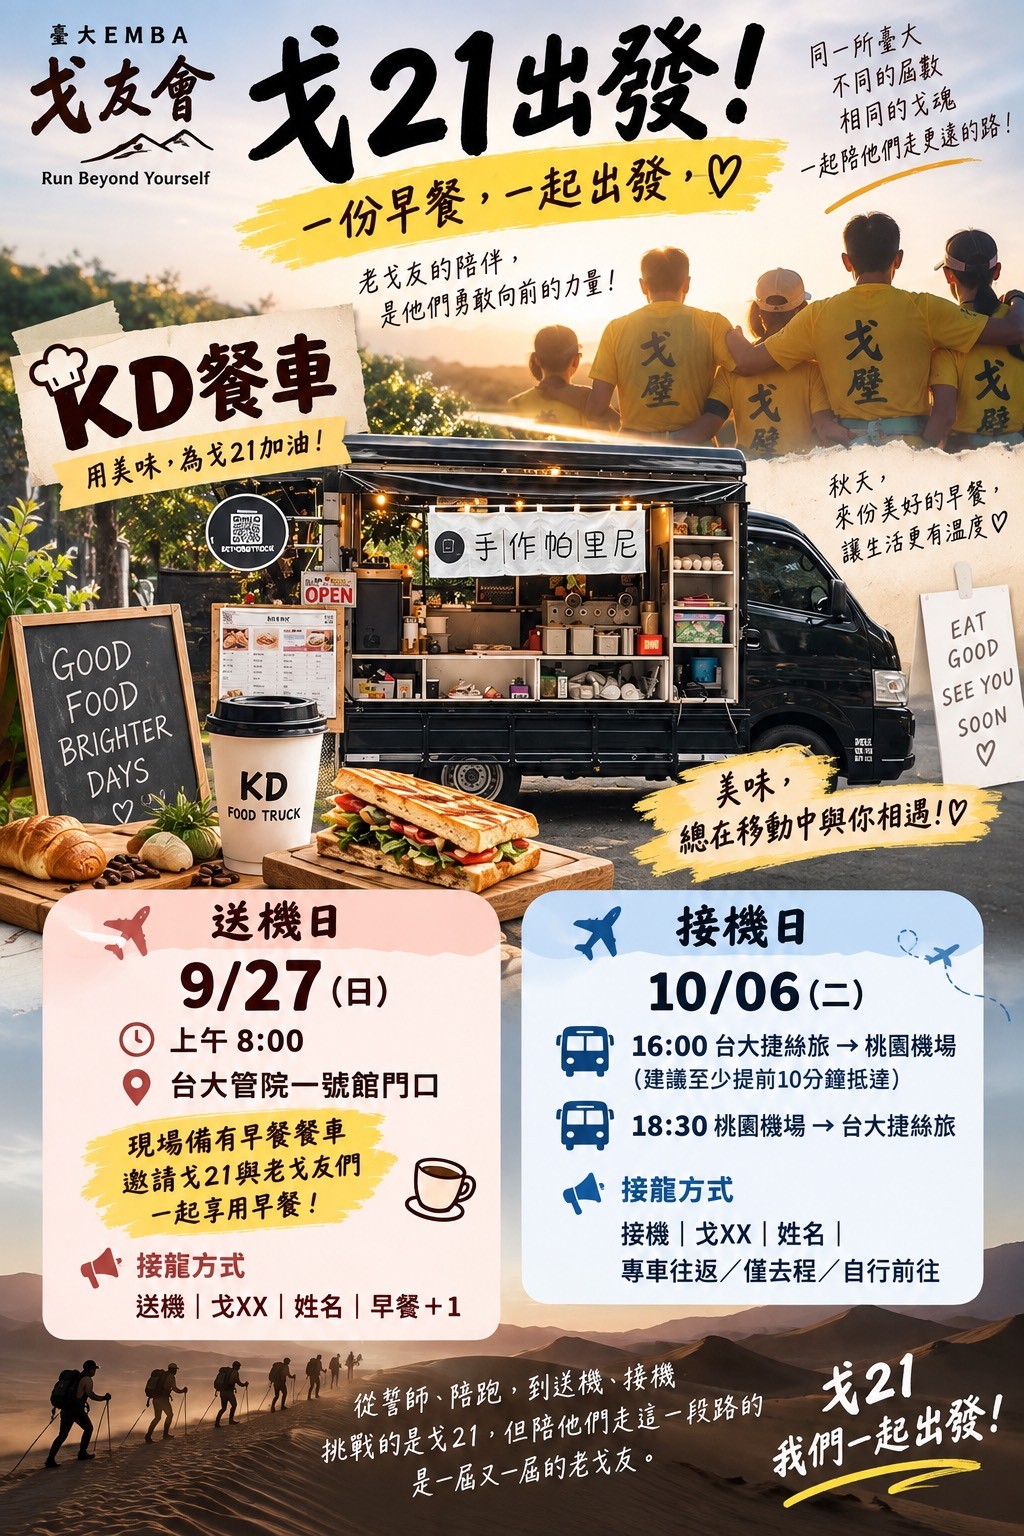 臺大EMBA
戈友會
Run Beyond Yourself
戈21出發!
一份早餐，一起出發，♡
同一所臺大
不同的屆數
相同的戈魂
一起陪他們走更遠的路!
老戈友的陪伴，
是他們勇敢向前的力量!
戈壁
戈壁
戈壁
戈壁
KD餐車
用美味，為戈21加油!
秋天，
來份美好的早餐，
讓生活更有溫度♡
手|作|帕|里|尼
OPEN
GOOD
FOOD
BRIGHTER
DAYS
♡
EAT
GOOD
SEE YOU
SOON
♡
KD
FOOD TRUCK
美味，
總在移動中與你相遇!♡
送機日
9/27(日)
上午 8:00
台大管院一號館門口
現場備有早餐餐車
邀請戈21與老戈友們
一起享用早餐!
接龍方式
送機｜戈XX｜姓名｜早餐＋1
接機日
10/06(二)
16:00 台大捷絲旅 → 桃園機場
（建議至少提前10分鐘抵達）
18:30 桃園機場 → 台大捷絲旅
接龍方式
接機｜戈XX｜姓名｜
專車往返／僅去程／自行前往
從誓師、陪跑，到送機、接機
挑戰的是戈21，但陪他們走這一段路的
是一屆又一屆的老戈友。
戈21
我們一起出發!